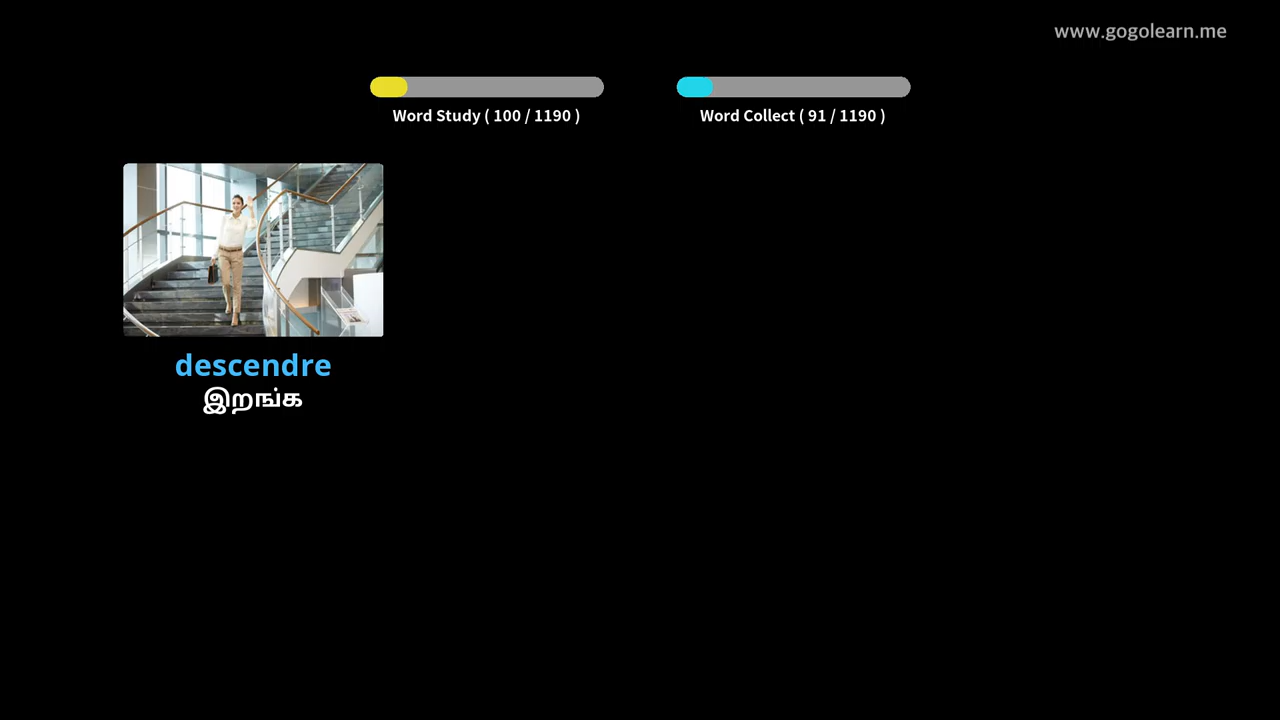 www.gogolearn.me
Word Study ( 100 / 1190 )
Word Collect ( 91 / 1190 )
descendre
இறங்க